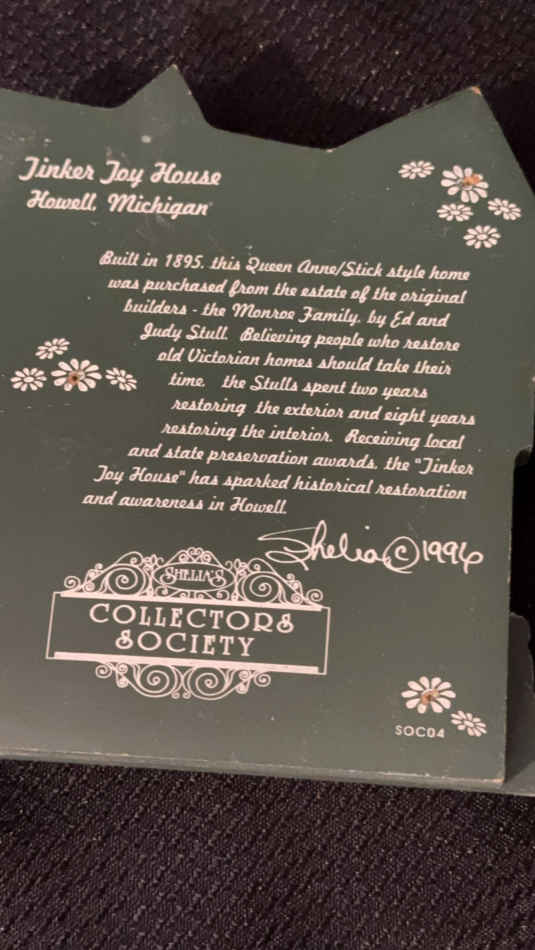 Tinker Toy House
Howell, Michigan
Built in 1895, this Queen Anne/Stick style home
was purchased from the estate of the original
builders - the Monroe Family, by Ed and
Judy Stull. Believing people who restore
old Victorian homes should take their
time, the Stulls spent two years
restoring the exterior and eight years
restoring the interior. Receiving local
and state preservation awards, the "Tinker
Toy House" has sparked historical restoration
and awareness in Howell.
Shelia © 1996
SHELIA'S
COLLECTORS
SOCIETY
SOC04